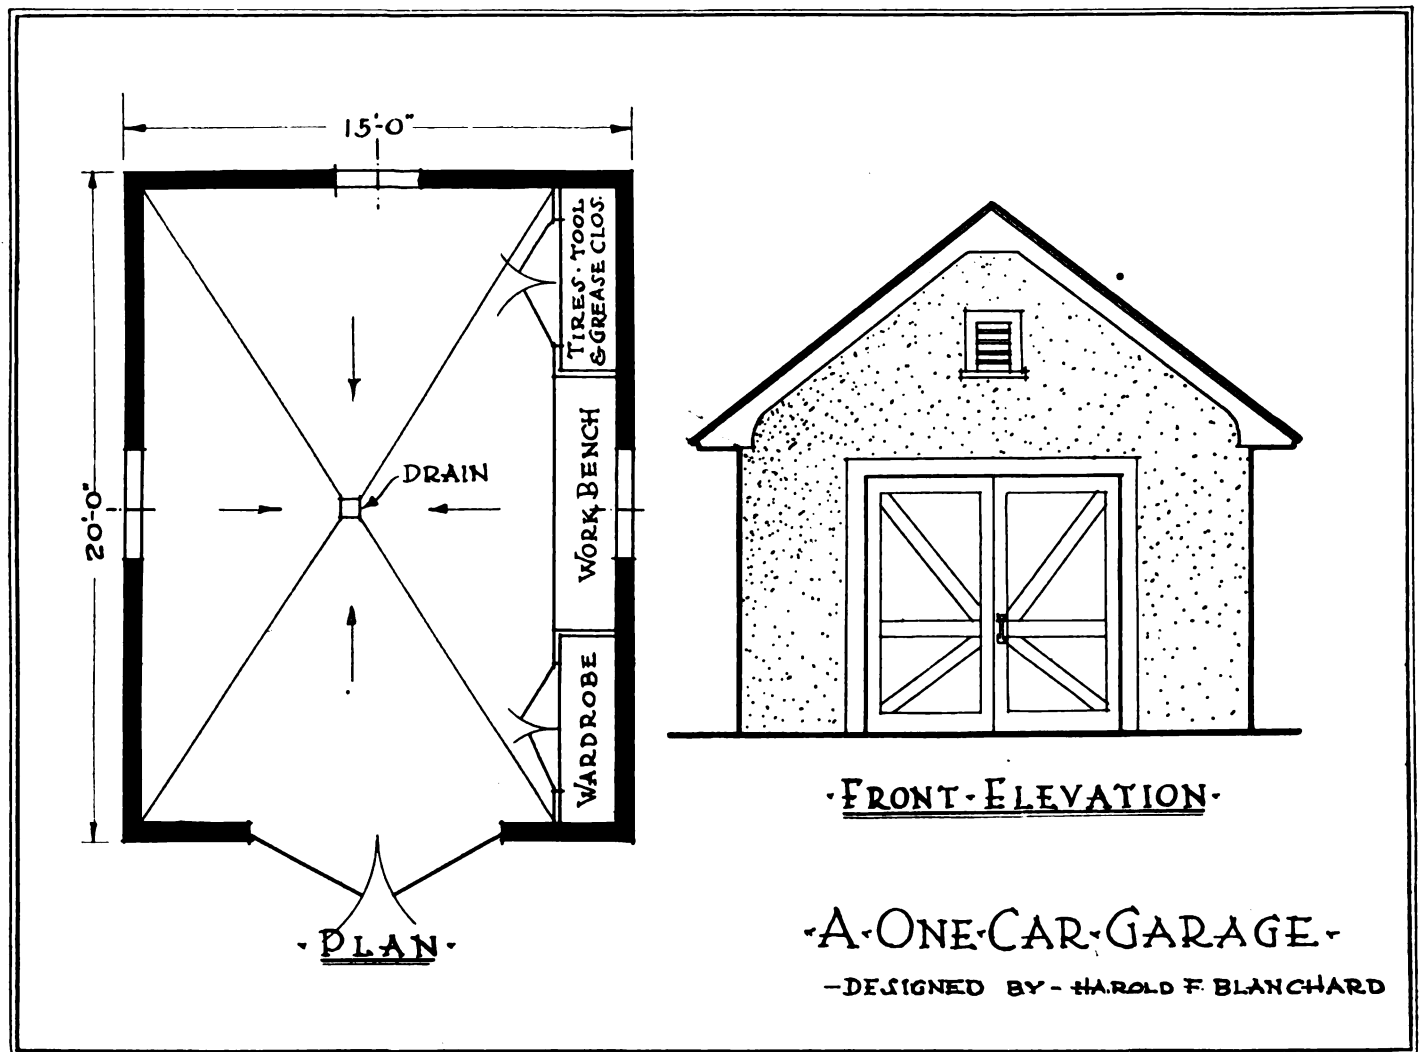 15'-0"
20'-0"
TIRES·TOOL
& GREASE CLOS.
DRAIN
WORK BENCH
WARDROBE
·PLAN·
·FRONT·ELEVATION·
·A·ONE·CAR·GARAGE·
-DESIGNED BY-HAROLD F. BLANCHARD